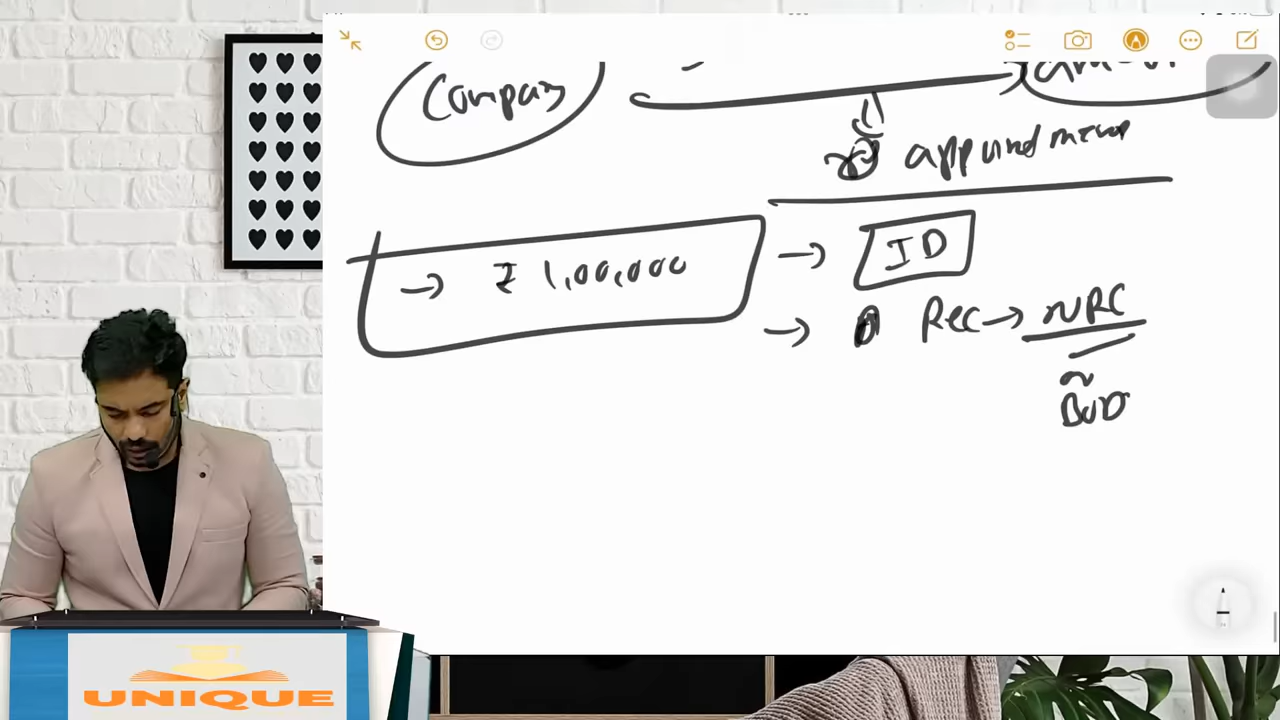 Company
appointment
→ ₹ 1,00,000 → ID
→ Rec → NRC
BOD
UNIQUE